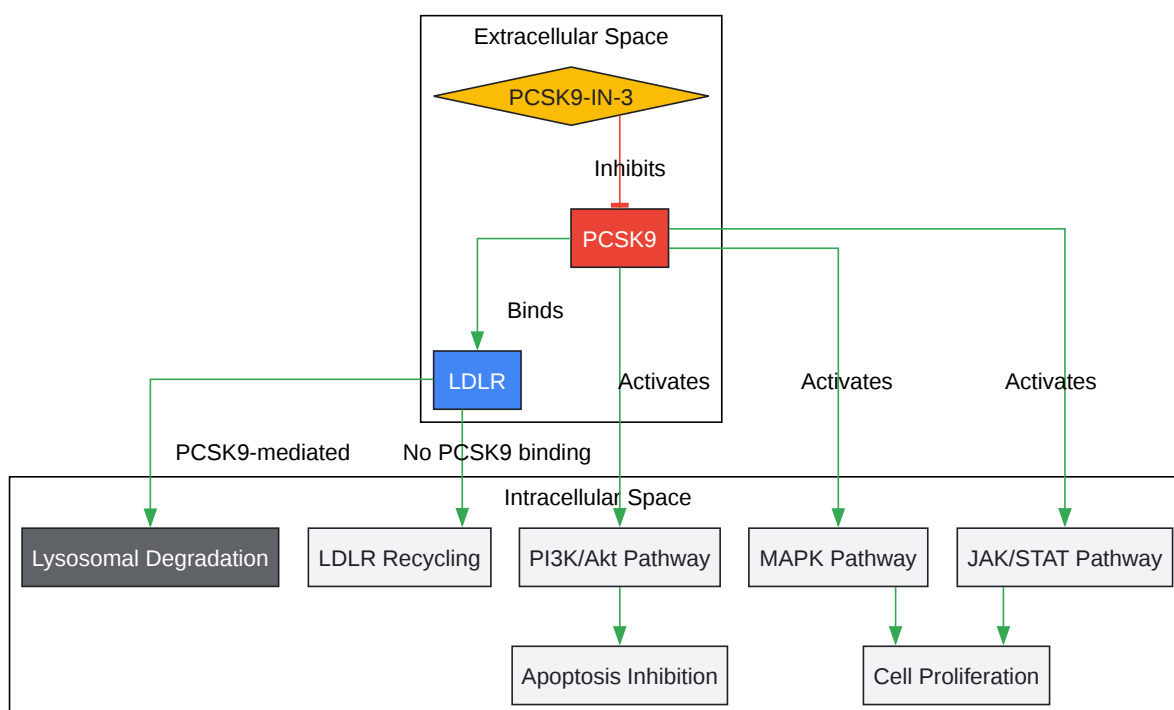 Extracellular Space
PCSK9-IN-3
Inhibits
PCSK9
Binds
LDLR
Activates
Activates
Activates
PCSK9-mediated
No PCSK9 binding
Intracellular Space
Lysosomal Degradation
LDLR Recycling
PI3K/Akt Pathway
MAPK Pathway
JAK/STAT Pathway
Apoptosis Inhibition
Cell Proliferation